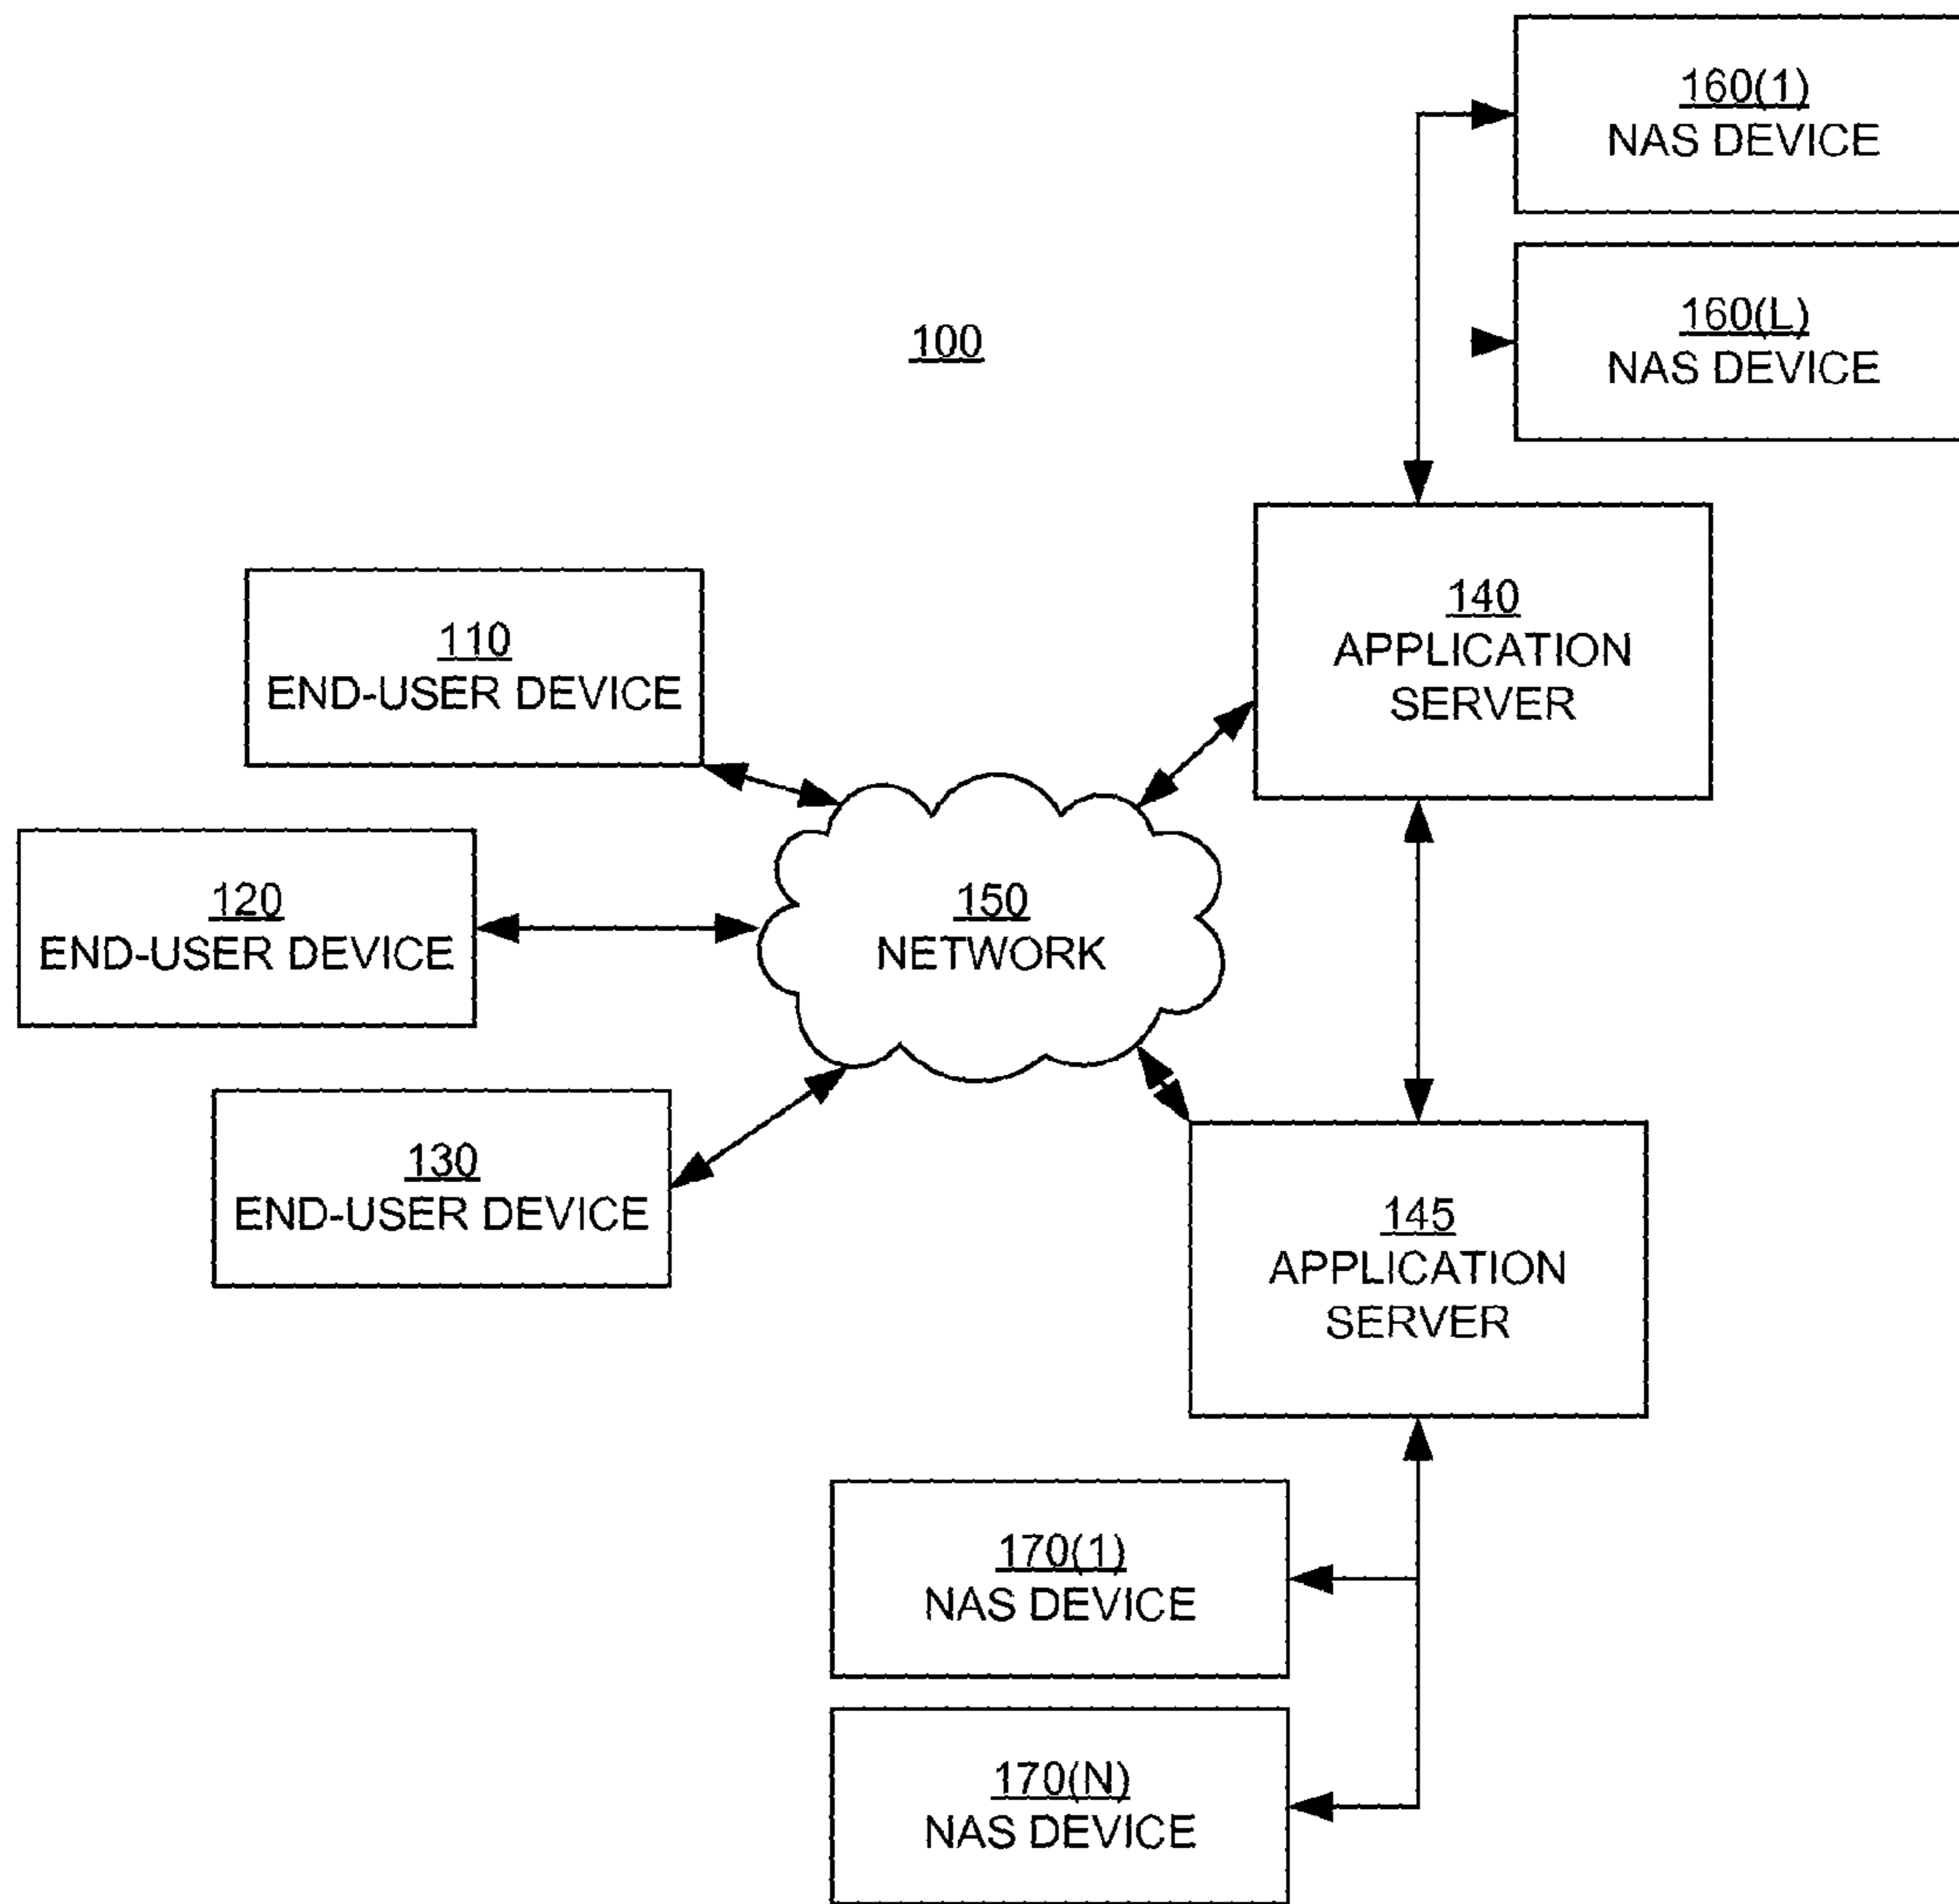 160(1)
NAS DEVICE
160(L)
NAS DEVICE
100
140
APPLICATION
SERVER
110
END-USER DEVICE
120
END-USER DEVICE
150
NETWORK
130
END-USER DEVICE
145
APPLICATION
SERVER
170(1)
NAS DEVICE
170(N)
NAS DEVICE